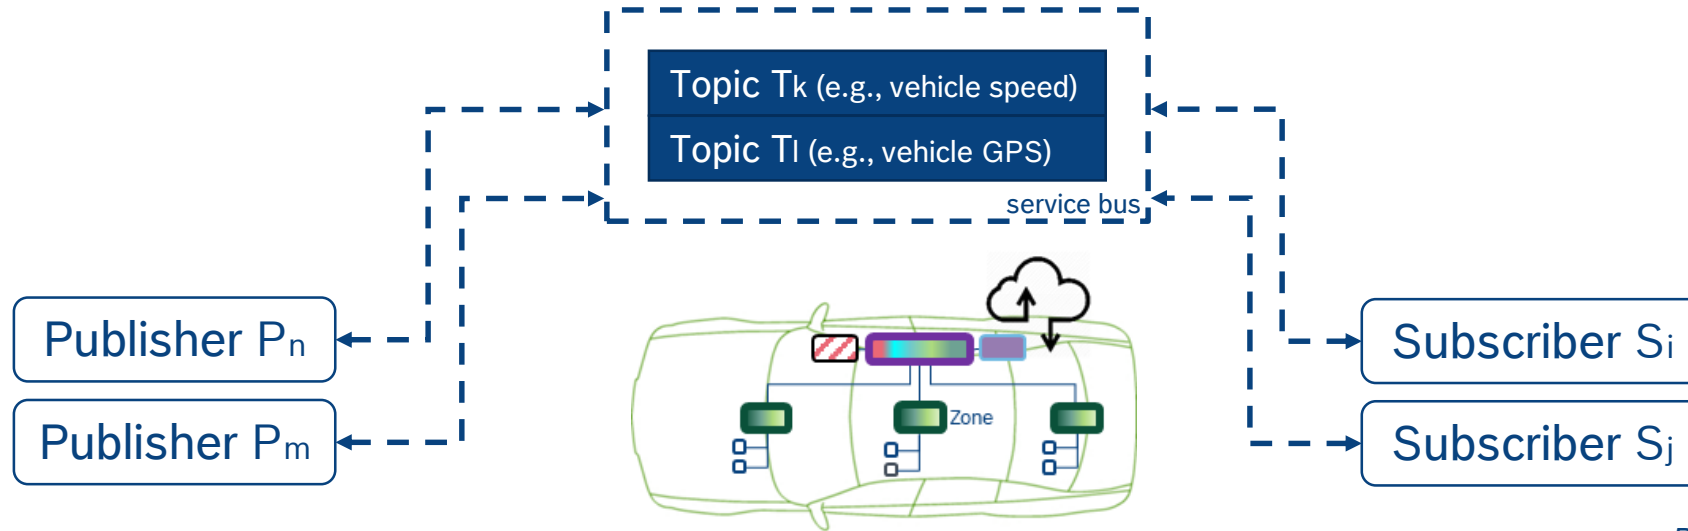 Topic Tk (e.g., vehicle speed)
Topic Tl (e.g., vehicle GPS)
service bus
Publisher Pn
Publisher Pm
Zone
Subscriber Si
Subscriber Sj